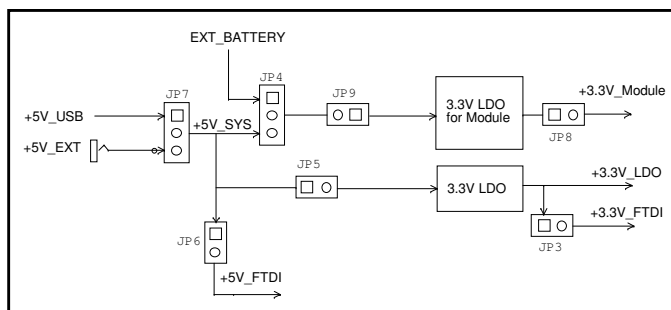 EXT_BATTERY
JP7
JP4
JP9
3.3V LDO
for Module
+3.3V_Module
JP8
+5V_USB
+5V_SYS
+5V_EXT
JP5
3.3V LDO
+3.3V_LDO
+3.3V_FTDI
JP3
JP6
+5V_FTDI